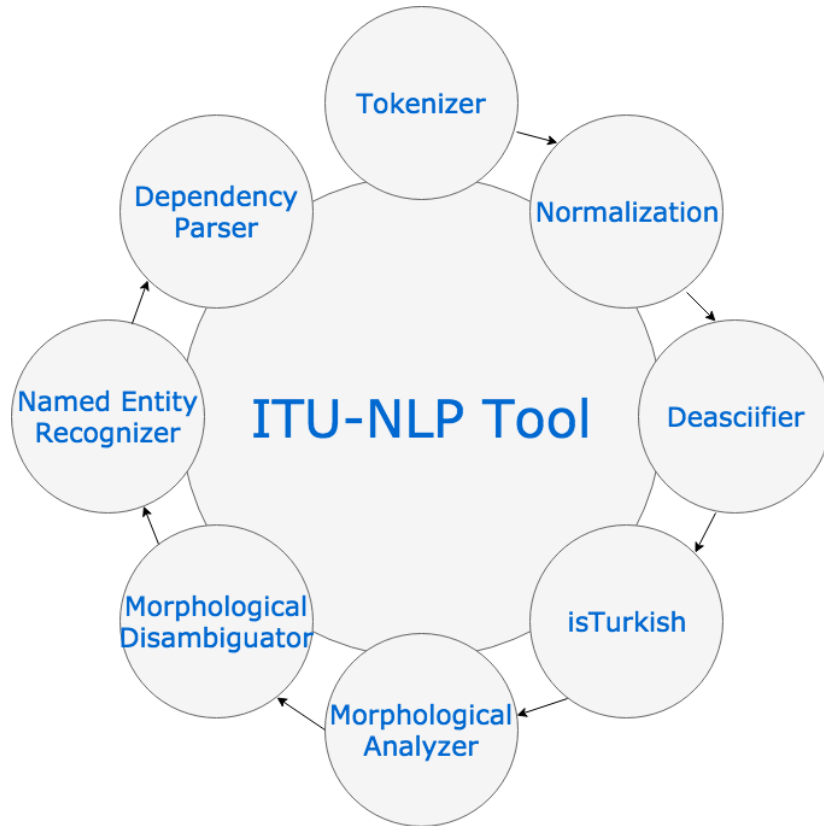 Tokenizer
Normalization
Deasciifier
isTurkish
Morphological
Analyzer
Morphological
Disambiguator
Named Entity
Recognizer
Dependency
Parser
ITU-NLP Tool